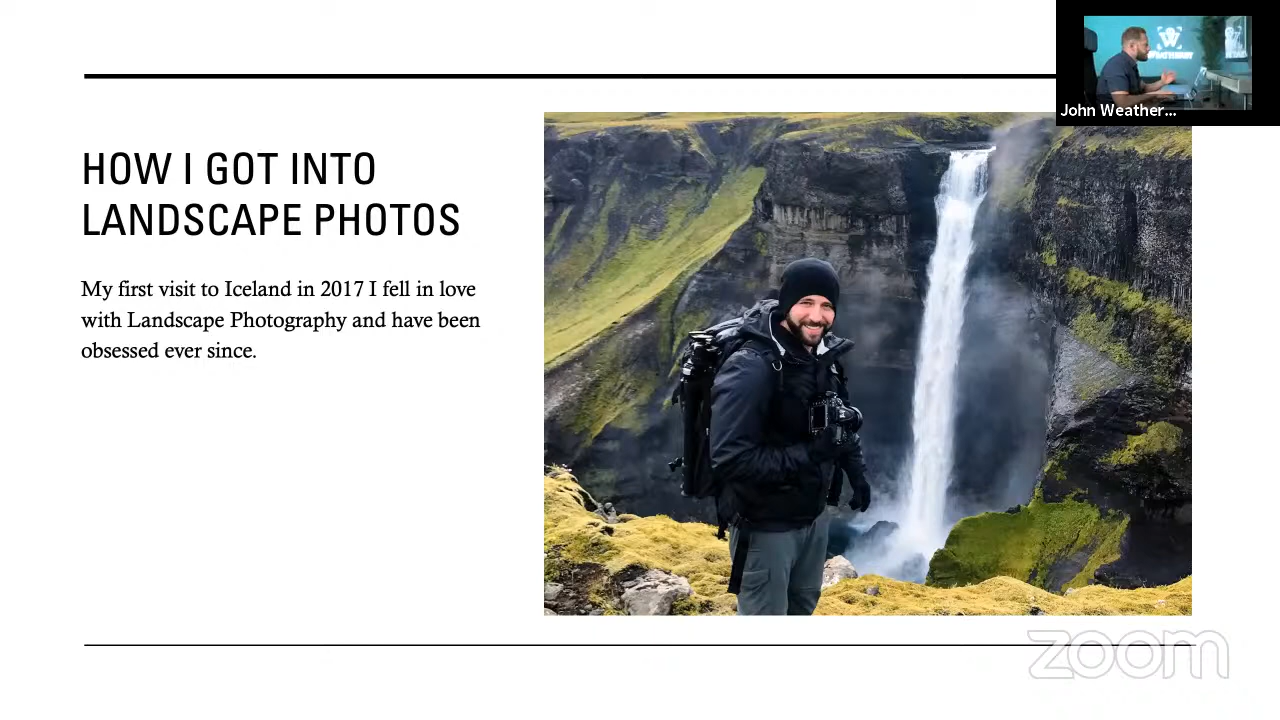 John Weather...
HOW I GOT INTO
LANDSCAPE PHOTOS
My first visit to Iceland in 2017 I fell in love
with Landscape Photography and have been
obsessed ever since.
zoom